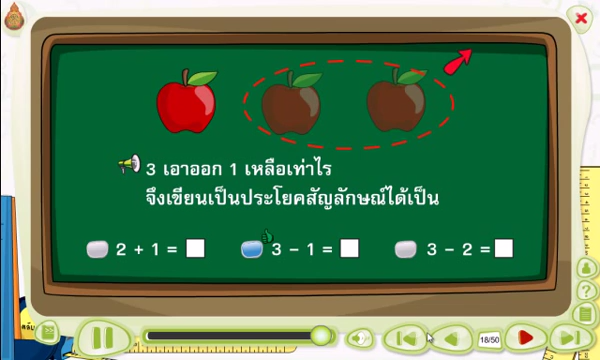 3 เอาออก 1 เหลือเท่าไร
จึงเขียนเป็นประโยคสัญลักษณ์ได้เป็น
2 + 1 =
3 – 1 =
3 – 2 =
18/50